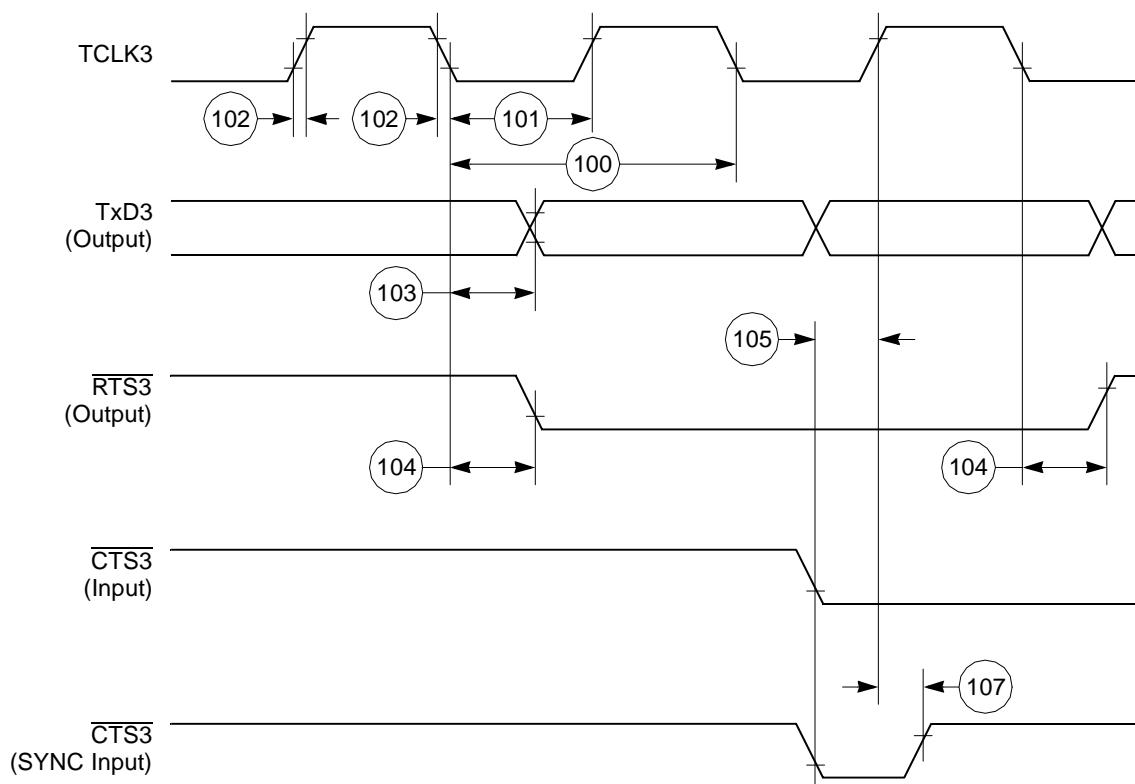 TCLK3
102
102
101
100
TxD3
(Output)
103
105
RTS3
(Output)
104
104
CTS3
(Input)
107
CTS3
(SYNC Input)